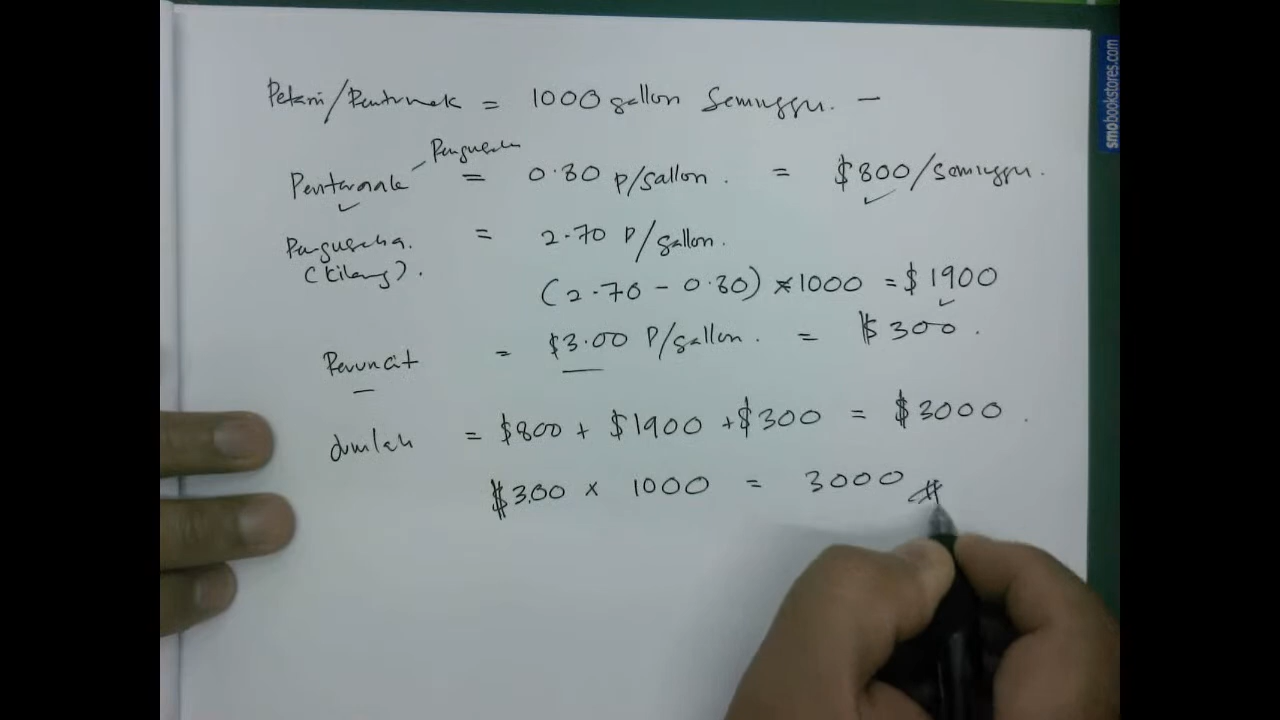 Petani/Penternak = 1000 gallon Seminggu. –
Pengusaha
Penternak = 0.80 P/gallon. = $800/Seminggu.
Pengusaha. = 2.70 P/gallon.
(Kilang).
(2.70 - 0.80) × 1000 = $1900
Peruncit = $3.00 P/gallon. = $300.
Jumlah = $800 + $1900 + $300 = $3000.
$3.00 × 1000 = 3000 #
smobookstores.com